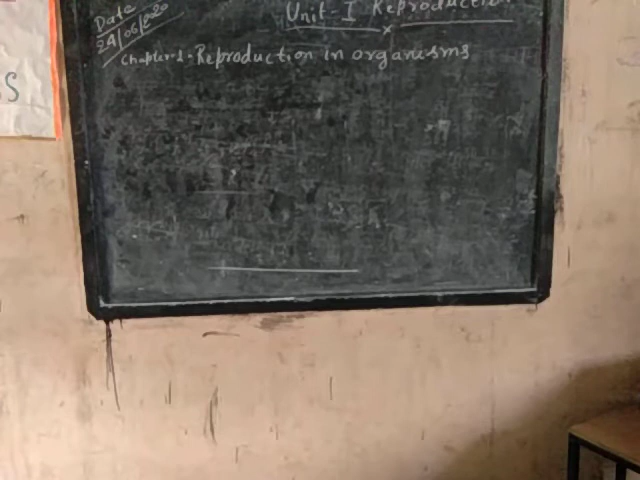 Date
24/06/2020
Unit-I Reproduction
x
Chapter-1-Reproduction in organisms
S